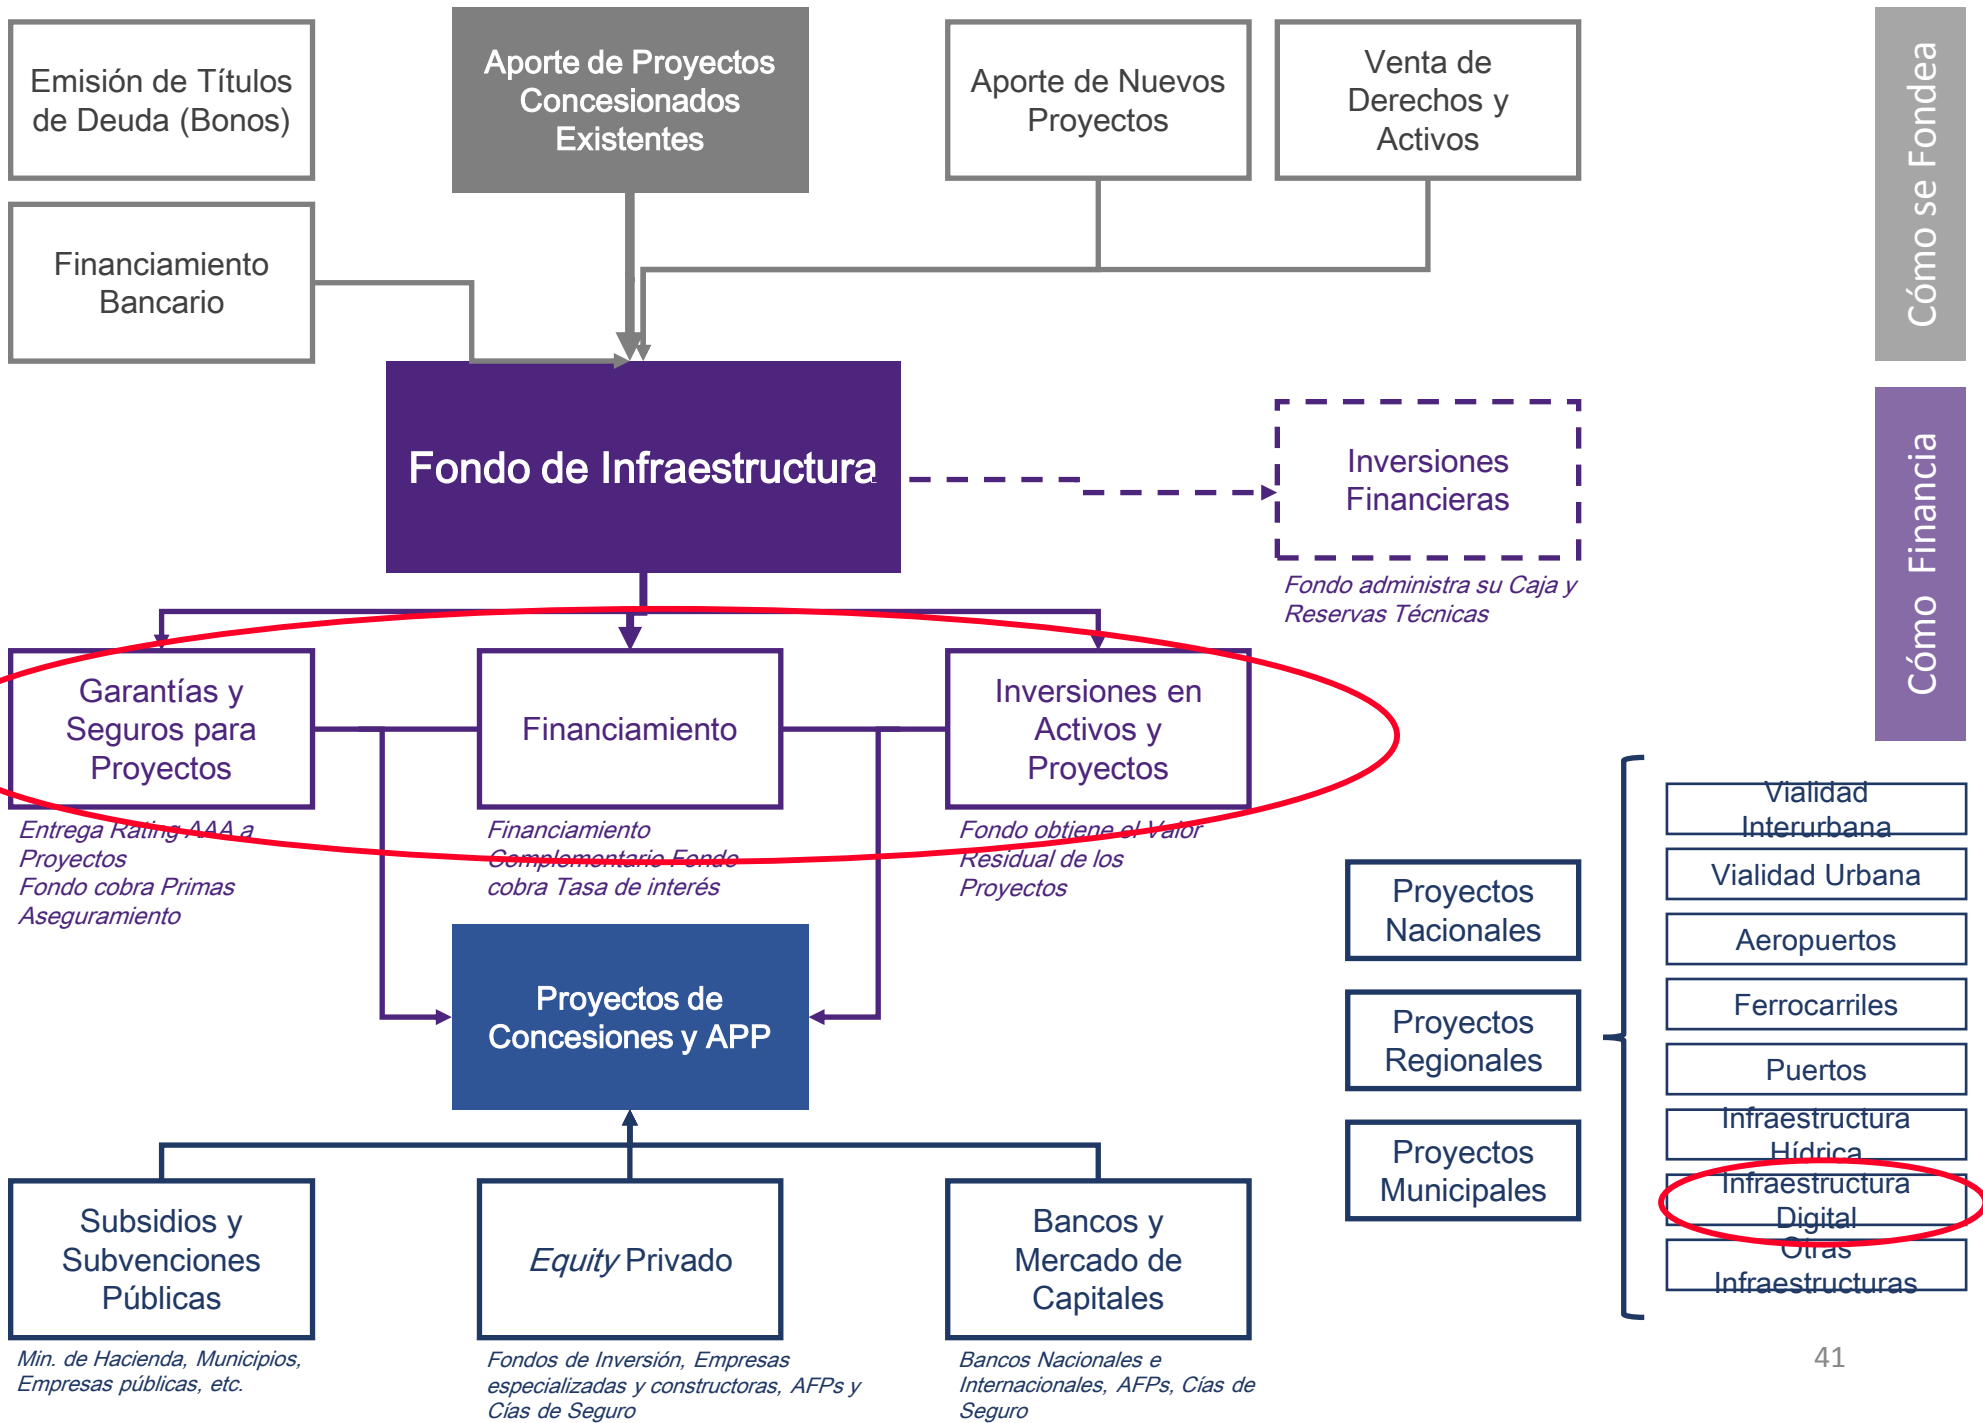 Emisión de Títulos
de Deuda (Bonos)
Aporte de Proyectos
Concesionados
Existentes
Aporte de Nuevos
Proyectos
Venta de
Derechos y
Activos
Cómo se Fondea
Financiamiento
Bancario
Fondo de Infraestructura
Inversiones
Financieras
Fondo administra su Caja y
Reservas Técnicas
Cómo Financia
Garantías y
Seguros para
Proyectos
Financiamiento
Inversiones en
Activos y
Proyectos
Entrega Rating AAA a
Proyectos
Fondo cobra Primas
Aseguramiento
Financiamiento
Complementario Fondo
cobra Tasa de interés
Fondo obtiene el Valor
Residual de los
Proyectos
Proyectos de
Concesiones y APP
Proyectos
Nacionales
Proyectos
Regionales
Proyectos
Municipales
Vialidad
Interurbana
Vialidad Urbana
Aeropuertos
Ferrocarriles
Puertos
Infraestructura
Hídrica
Infraestructura
Digital
Otras
Infraestructuras
Subsidios y
Subvenciones
Públicas
Equity Privado
Bancos y
Mercado de
Capitales
Min. de Hacienda, Municipios,
Empresas públicas, etc.
Fondos de Inversión, Empresas
especializadas y constructoras, AFPs y
Cías de Seguro
Bancos Nacionales e
Internacionales, AFPs, Cías de
Seguro
41